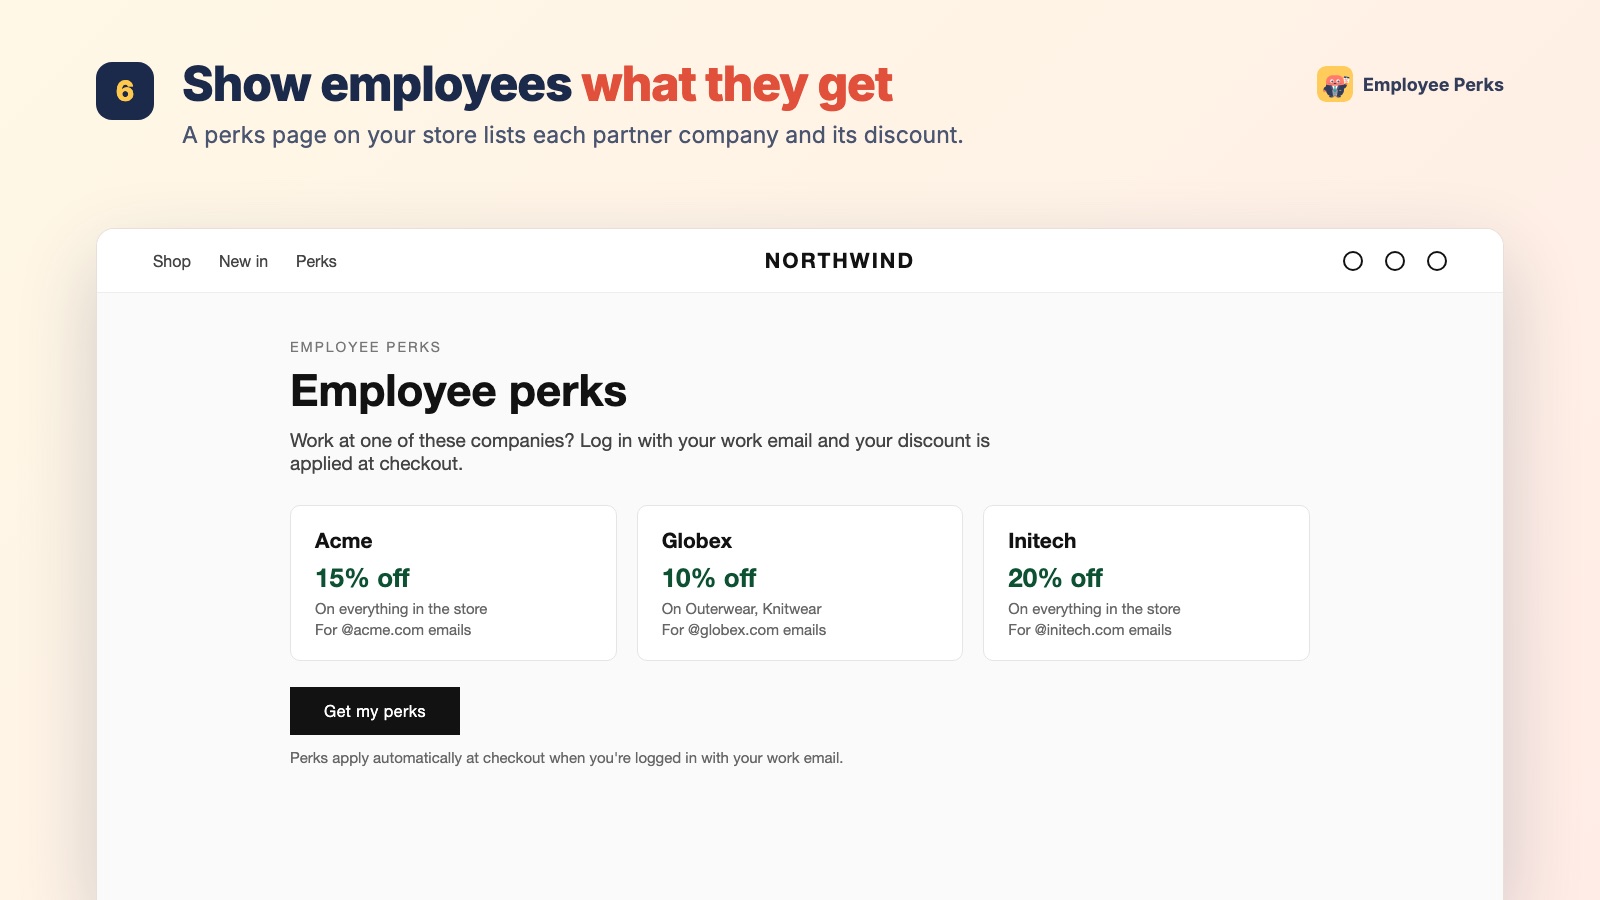 6
Show employees what they get
A perks page on your store lists each partner company and its discount.
Employee Perks
Shop
New in
Perks
NORTHWIND
EMPLOYEE PERKS
Employee perks
Work at one of these companies? Log in with your work email and your discount is
applied at checkout.
Acme
15% off
On everything in the store
For @acme.com emails
Globex
10% off
On Outerwear, Knitwear
For @globex.com emails
Initech
20% off
On everything in the store
For @initech.com emails
Get my perks
Perks apply automatically at checkout when you're logged in with your work email.